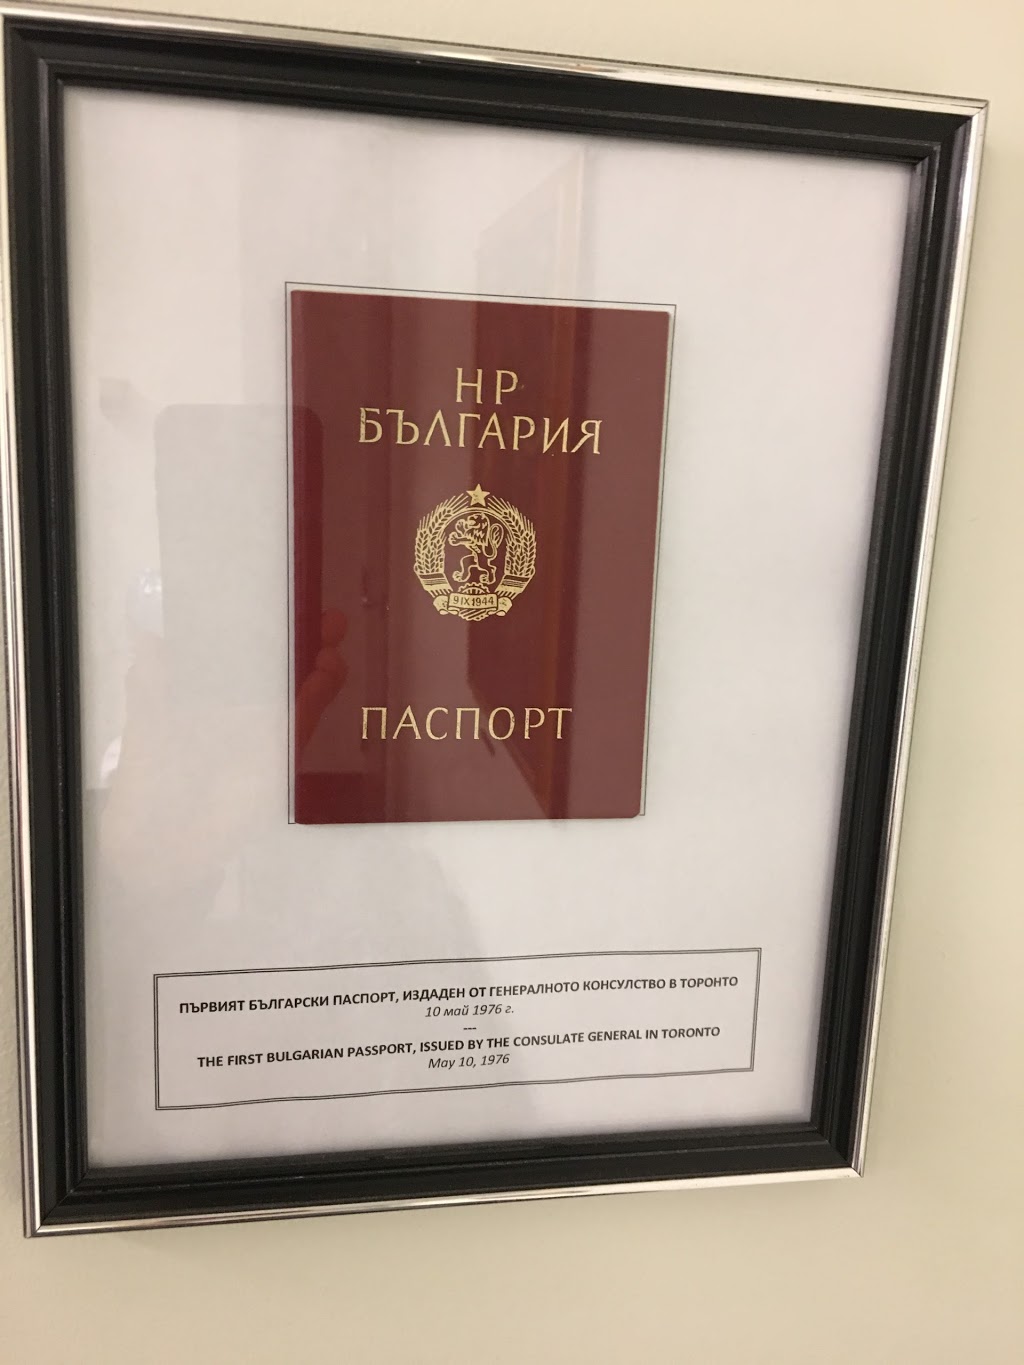 НР
БЪЛГАРИЯ
9 IX 1944
ПАСПОРТ
ПЪРВИЯТ БЪЛГАРСКИ ПАСПОРТ, ИЗДАДЕН ОТ ГЕНЕРАЛНОТО КОНСУЛСТВО В ТОРОНТО
10 май 1976 г.
---
THE FIRST BULGARIAN PASSPORT, ISSUED BY THE CONSULATE GENERAL IN TORONTO
May 10, 1976